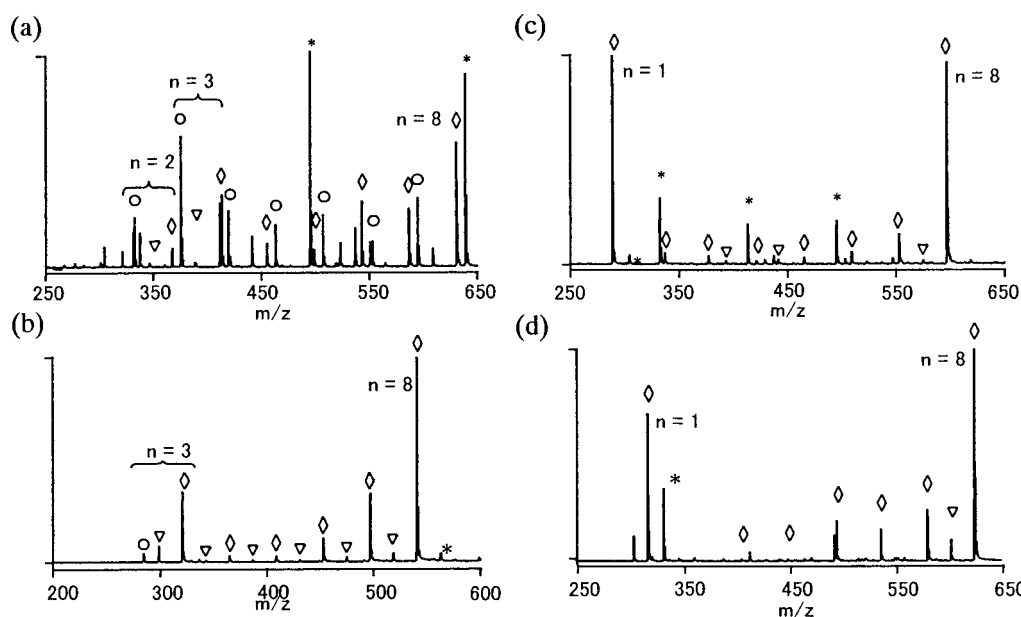 (a)
n = 2
n = 3
n = 8
*
*
250
350
450
550
650
m/z
(b)
n = 3
n = 8
*
200
300
400
500
600
m/z
(c)
n = 1
*
*
*
*
n = 8
250
350
450
550
650
m/z
(d)
n = 1
*
n = 8
250
350
450
550
650
m/z